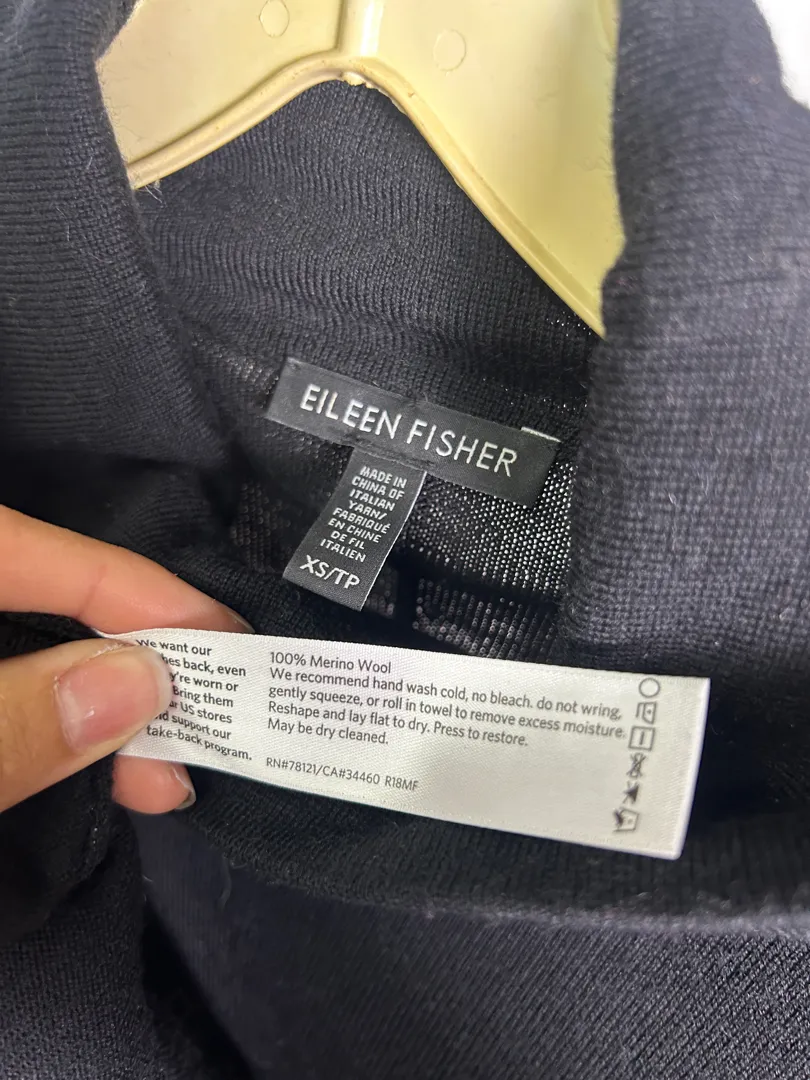 EILEEN FISHER
MADE IN
CHINA OF
ITALIAN
YARN/
FABRIQUÉ
EN CHINE
DE FIL
ITALIEN
XS/TP
We want our
back, even
worn or
Bring them
US stores
support our
take-back program.
100% Merino Wool
We recommend hand wash cold, no bleach. do not wring,
gently squeeze, or roll in towel to remove excess moisture.
Reshape and lay flat to dry. Press to restore.
May be dry cleaned.
RN#78121/CA#34460 R18MF